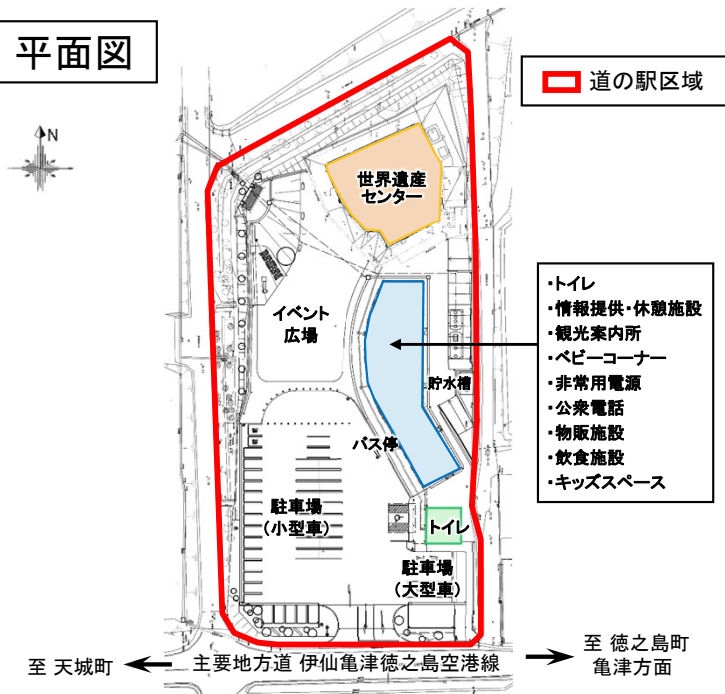 平面図
N
道の駅区域
世界遺産
センター
イベント
広場
・トイレ
・情報提供・休憩施設
・観光案内所
・ベビーコーナー
・非常用電源
・公衆電話
・物販施設
・飲食施設
・キッズスペース
貯水槽
バス停
駐車場
（小型車）
トイレ
駐車場
（大型車）
至 天城町
主要地方道 伊仙亀津徳之島空港線
至 徳之島町
亀津方面